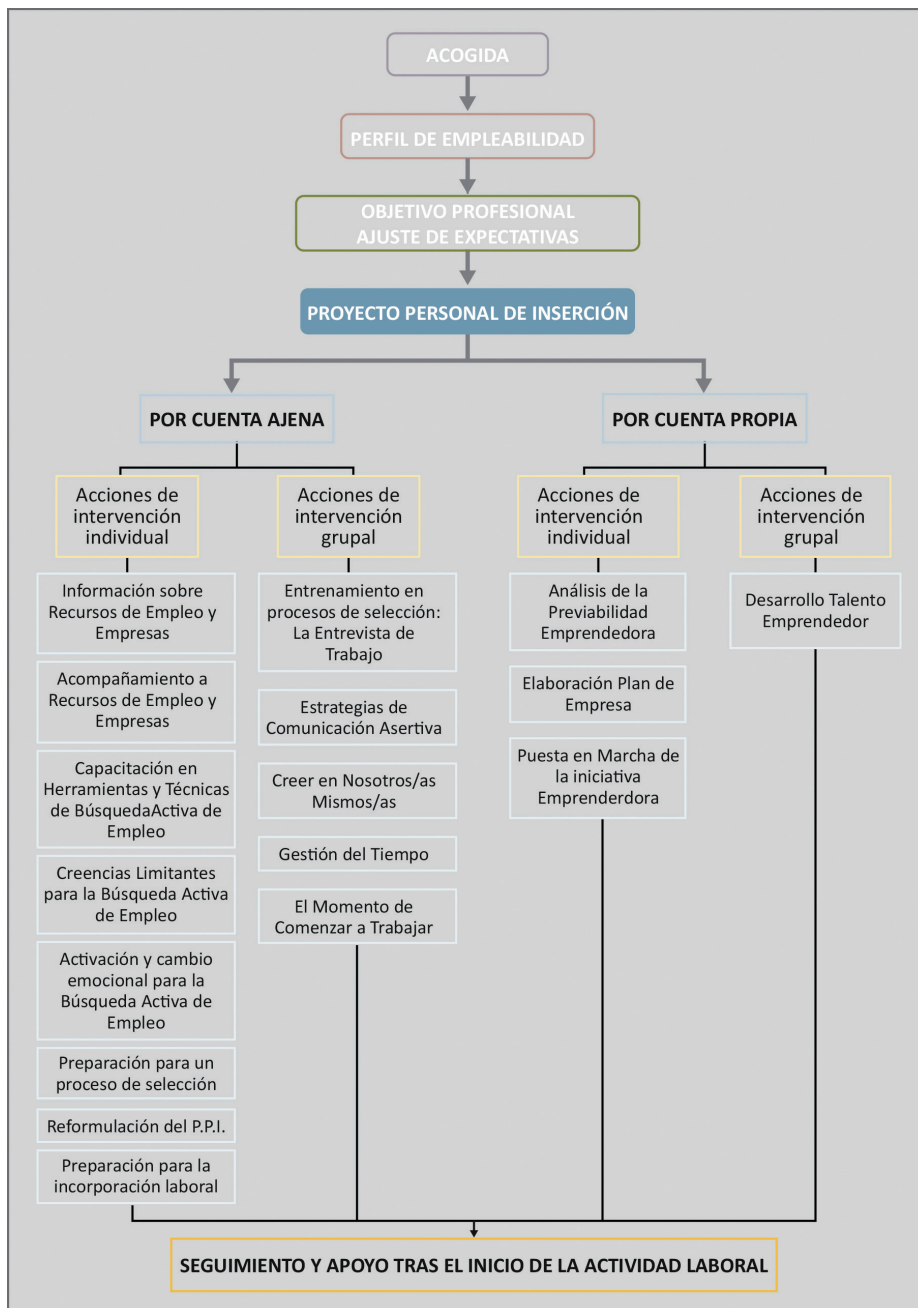 ACOGIDA
PERFIL DE EMPLEABILIDAD
OBJETIVO PROFESIONAL
AJUSTE DE EXPECTATIVAS
PROYECTO PERSONAL DE INSERCIÓN
POR CUENTA AJENA
POR CUENTA PROPIA
Acciones de
intervención
individual
Acciones de
intervención
grupal
Acciones de
intervención
individual
Acciones de
intervención
grupal
Información sobre
Recursos de Empleo y
Empresas
Acompañamiento a
Recursos de Empleo y
Empresas
Capacitación en
Herramientas y Técnicas
de BúsquedaActiva de
Empleo
Creencias Limitantes
para la Búsqueda Activa
de Empleo
Activación y cambio
emocional para la
Búsqueda Activa de
Empleo
Preparación para un
proceso de selección
Reformulación del P.P.I.
Preparación para la
incorporación laboral
Entrenamiento en
procesos de selección:
La Entrevista de
Trabajo
Estrategias de
Comunicación Asertiva
Creer en Nosotros/as
Mismos/as
Gestión del Tiempo
El Momento de
Comenzar a Trabajar
Análisis de la
Previabilidad
Emprendedora
Elaboración Plan de
Empresa
Puesta en Marcha de
la iniciativa
Emprenderdora
Desarrollo Talento
Emprendedor
SEGUIMIENTO Y APOYO TRAS EL INICIO DE LA ACTIVIDAD LABORAL